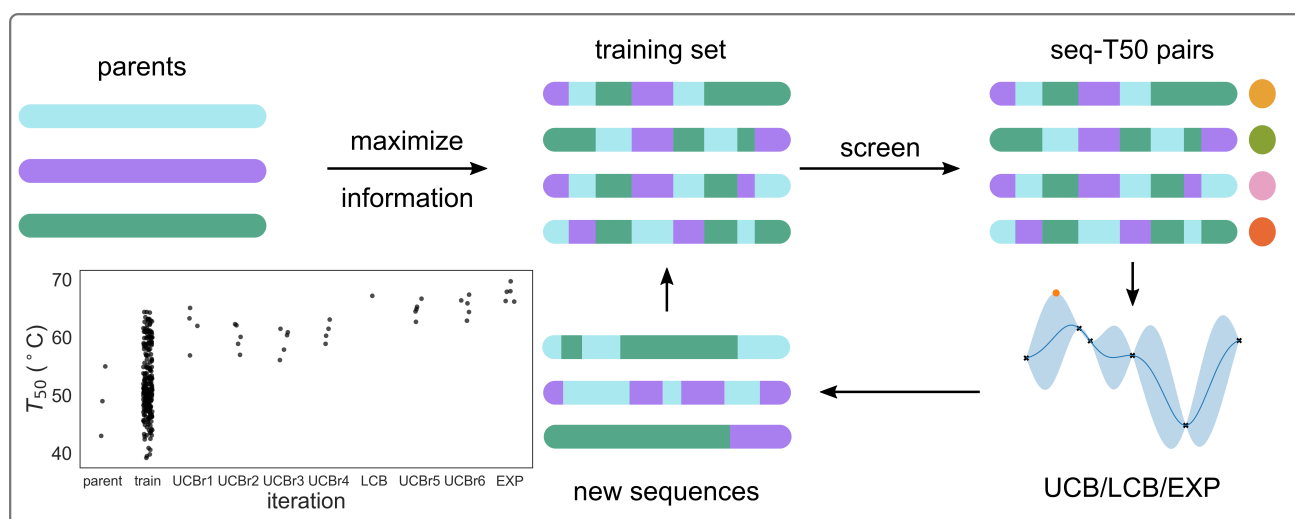 parents
training set
seq-T50 pairs
maximize
information
screen
70
60
50
40
T50 (°C)
parent train UCBr1 UCBr2 UCBr3 UCBr4 LCB UCBr5 UCBr6 EXP
iteration
new sequences
UCB/LCB/EXP